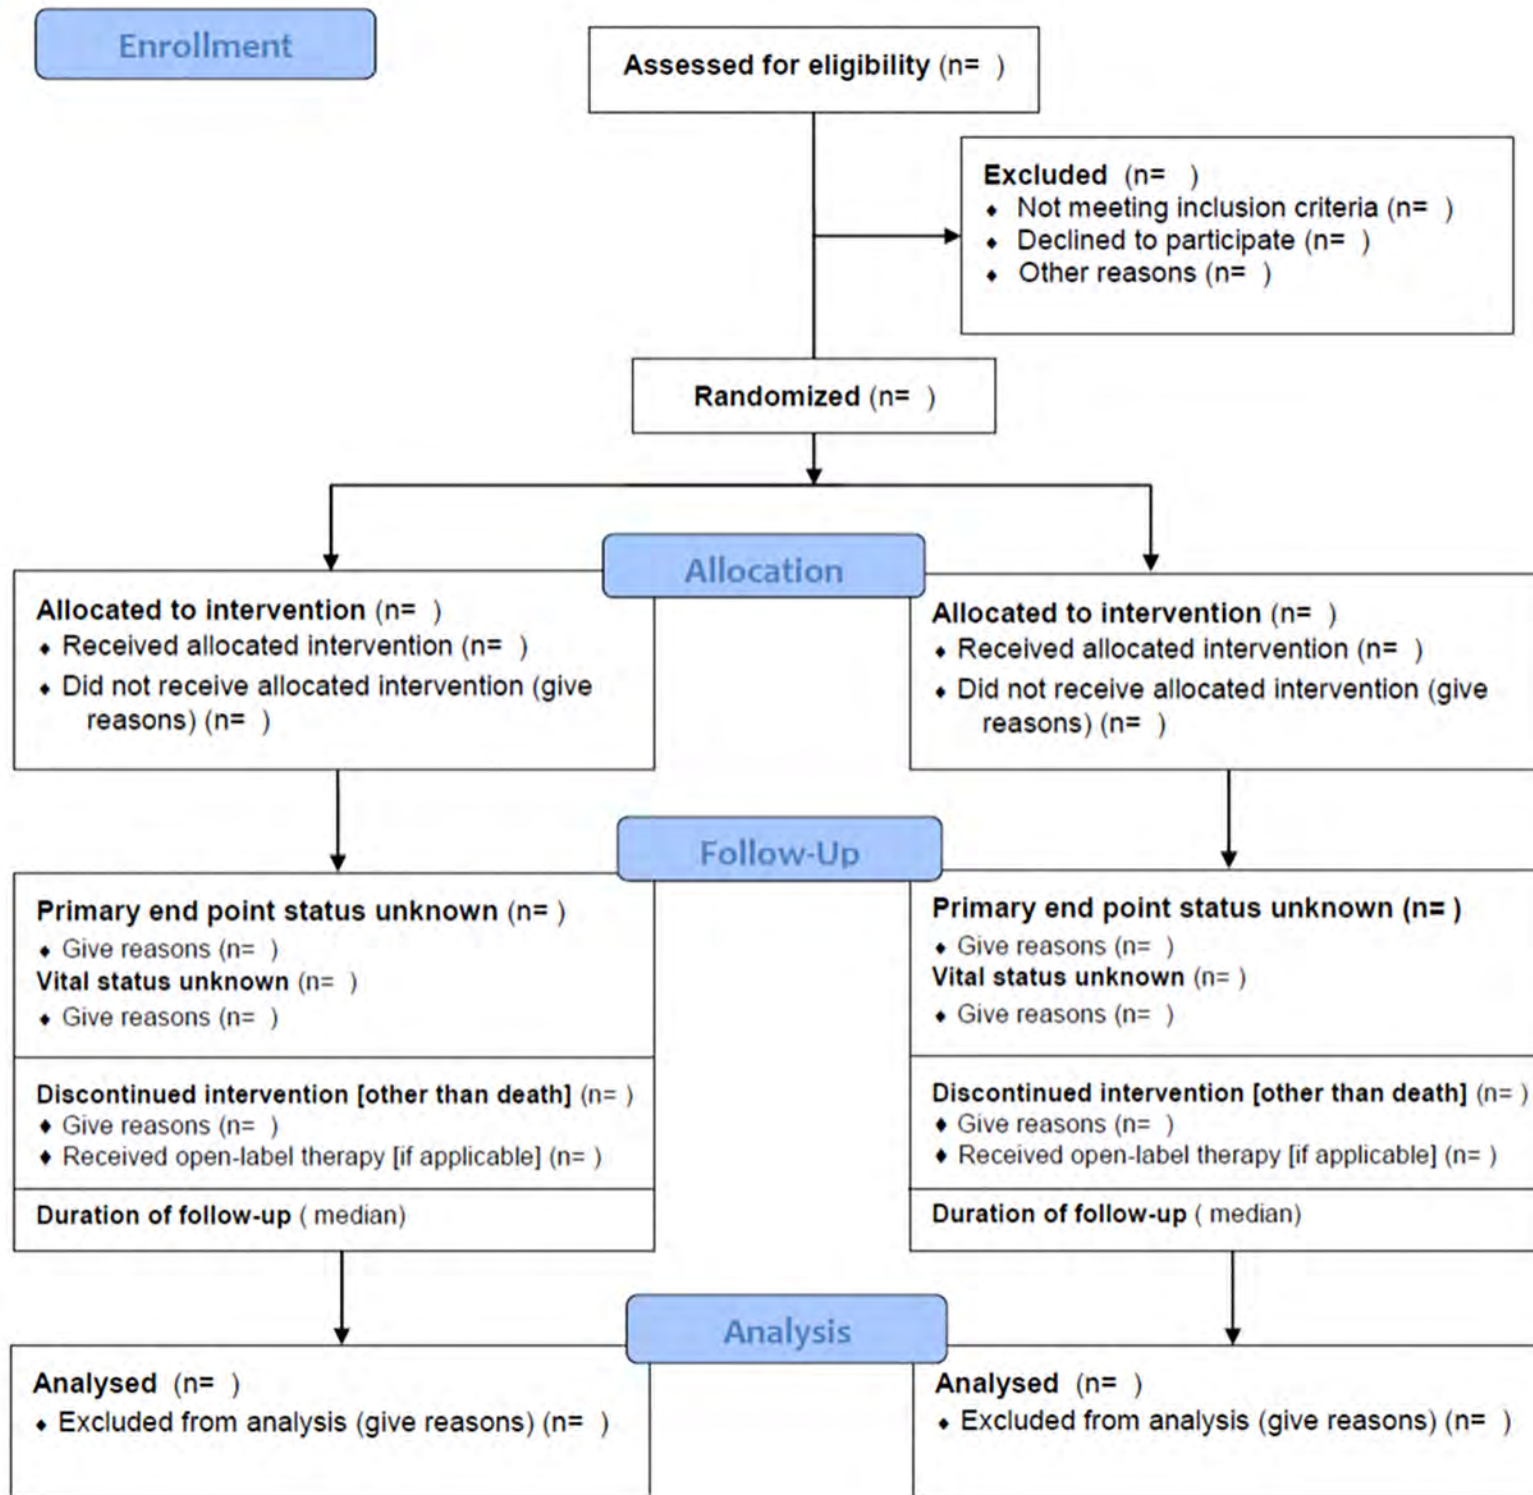 Enrollment
Assessed for eligibility (n=  )
Excluded  (n=   )
⬧ Not meeting inclusion criteria (n=  )
⬧ Declined to participate (n=  )
⬧ Other reasons (n=  )
Randomized (n=  )
Allocation
Allocated to intervention (n=  )
⬧ Received allocated intervention (n=  )
⬧ Did not receive allocated intervention (give
reasons) (n=  )
Allocated to intervention (n=  )
⬧ Received allocated intervention (n=  )
⬧ Did not receive allocated intervention (give
reasons) (n=  )
Follow-Up
Primary end point status unknown (n= )
⬧ Give reasons (n=  )
Vital status unknown (n=  )
⬧ Give reasons (n=  )
Discontinued intervention [other than death] (n= )
⬧ Give reasons (n=  )
⬧ Received open-label therapy [if applicable] (n= )
Duration of follow-up ( median)
Primary end point status unknown (n= )
⬧ Give reasons (n=  )
Vital status unknown (n= )
⬧ Give reasons (n=  )
Discontinued intervention [other than death] (n= )
⬧ Give reasons (n=  )
⬧ Received open-label therapy [if applicable] (n= )
Duration of follow-up ( median)
Analysis
Analysed  (n=  )
⬧ Excluded from analysis (give reasons) (n=  )
Analysed  (n=  )
⬧ Excluded from analysis (give reasons) (n=  )